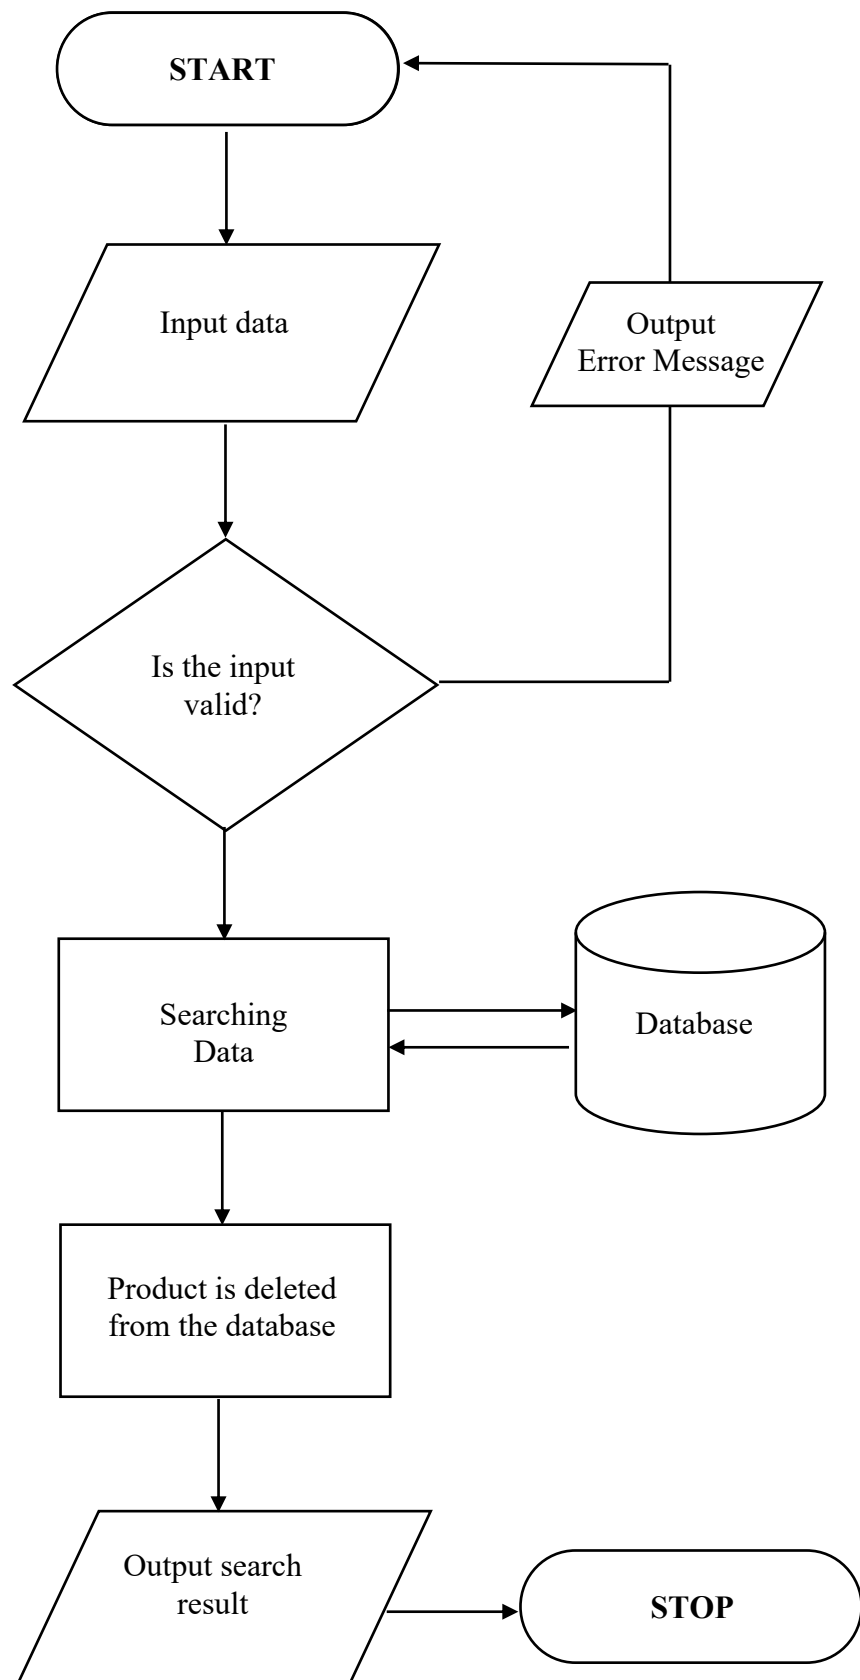 START
Input data
Output
Error Message
Is the input
valid?
Searching
Data
Database
Product is deleted
from the database
Output search
result
STOP